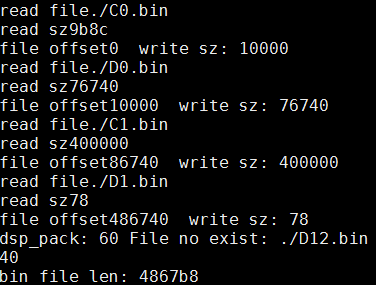 read file./C0.bin
read sz9b8c
file offset0  write sz: 10000
read file./D0.bin
read sz76740
file offset10000  write sz: 76740
read file./C1.bin
read sz400000
file offset86740  write sz: 400000
read file./D1.bin
read sz78
file offset486740  write sz: 78
dsp_pack: 60 File no exist: ./D12.bin
40
bin file len: 4867b8